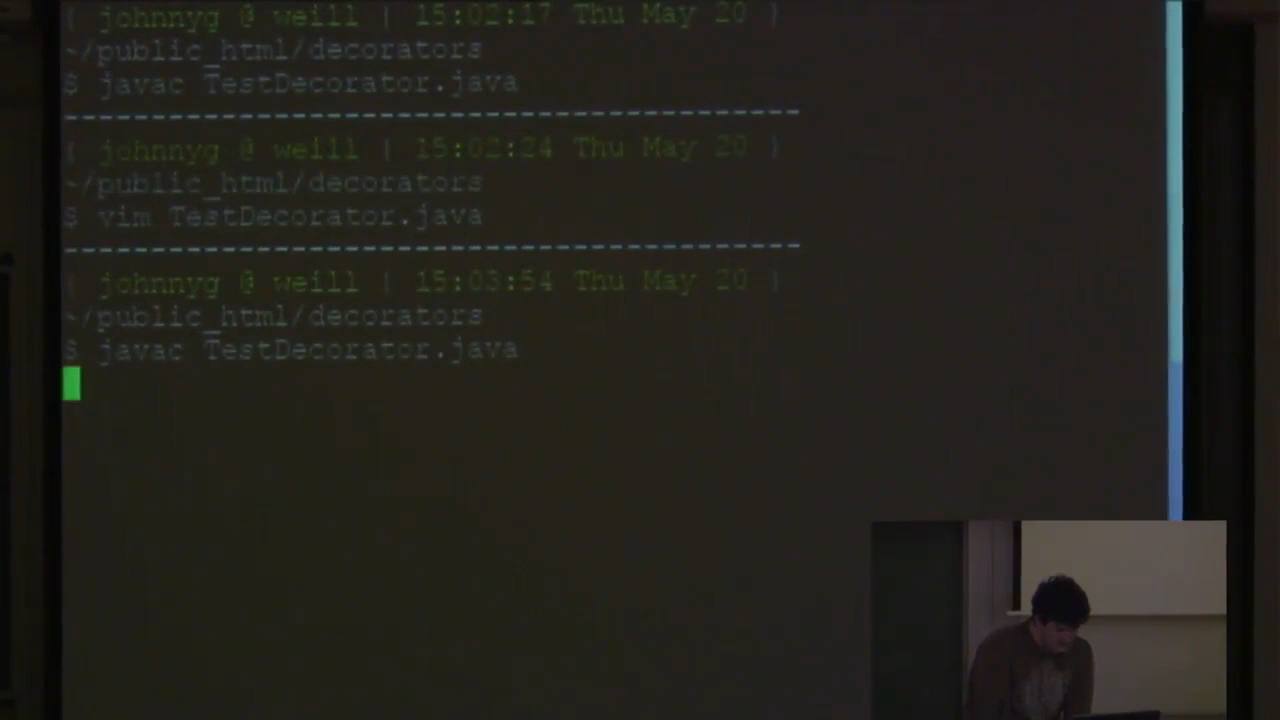 ( johnnyg @ weill | 15:02:17 Thu May 20 )
~/public_html/decorators
$ javac TestDecorator.java
------------------------------------------
( johnnyg @ weill | 15:02:24 Thu May 20 )
~/public_html/decorators
$ vim TestDecorator.java
------------------------------------------
( johnnyg @ weill | 15:03:54 Thu May 20 )
~/public_html/decorators
$ javac TestDecorator.java